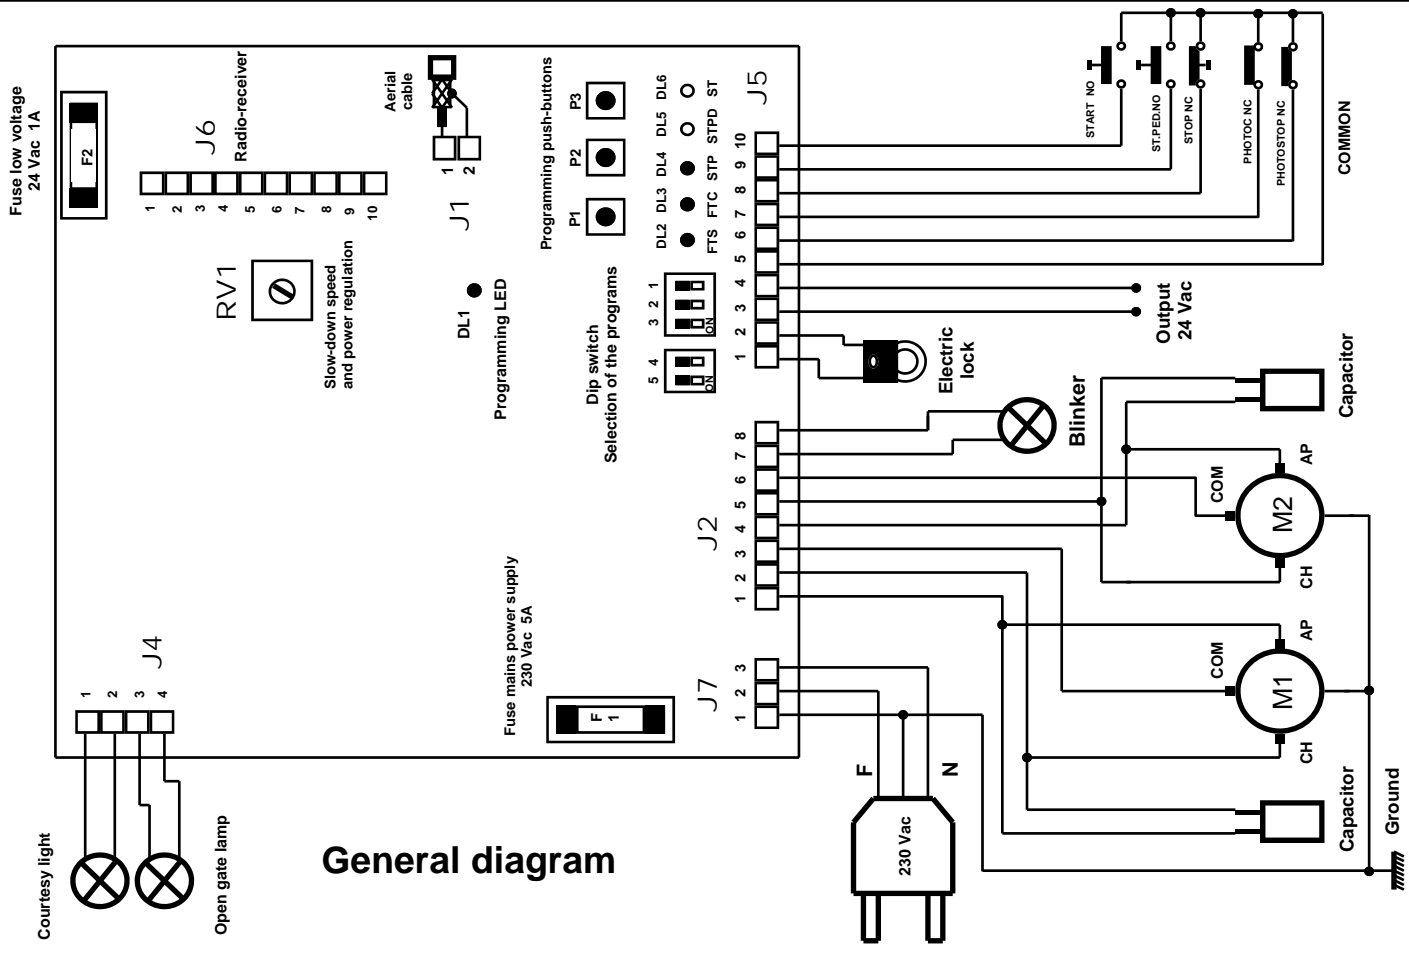 Fuse low voltage
24 Vac 1A
F2
J6
Radio-receiver
1
2
3
4
5
6
7
8
9
10
Aerial
cable
1
2
J1
RV1
Slow-down speed
and power regulation
DL1
Programming LED
Programming push-buttons
P3
P2
P1
DL6
DL5
DL4
DL3
DL2
ST
STPD
STP
FTC
FTS
Dip switch
Selection of the programs
1
2
3
ON
4
5
ON
J5
10
9
8
7
6
5
4
3
2
1
START NO
ST.PED.NO
STOP NC
PHOTOC NC
PHOTOSTOP NC
COMMON
Output
24 Vac
Electric
lock
Blinker
Capacitor
J2
8
7
6
5
4
3
2
1
COM
AP
M2
CH
COM
AP
M1
CH
Capacitor
Ground
Fuse mains power supply
230 Vac 5A
F
1
J7
3
2
1
F
N
230 Vac
J4
1
2
3
4
Courtesy light
Open gate lamp
General diagram